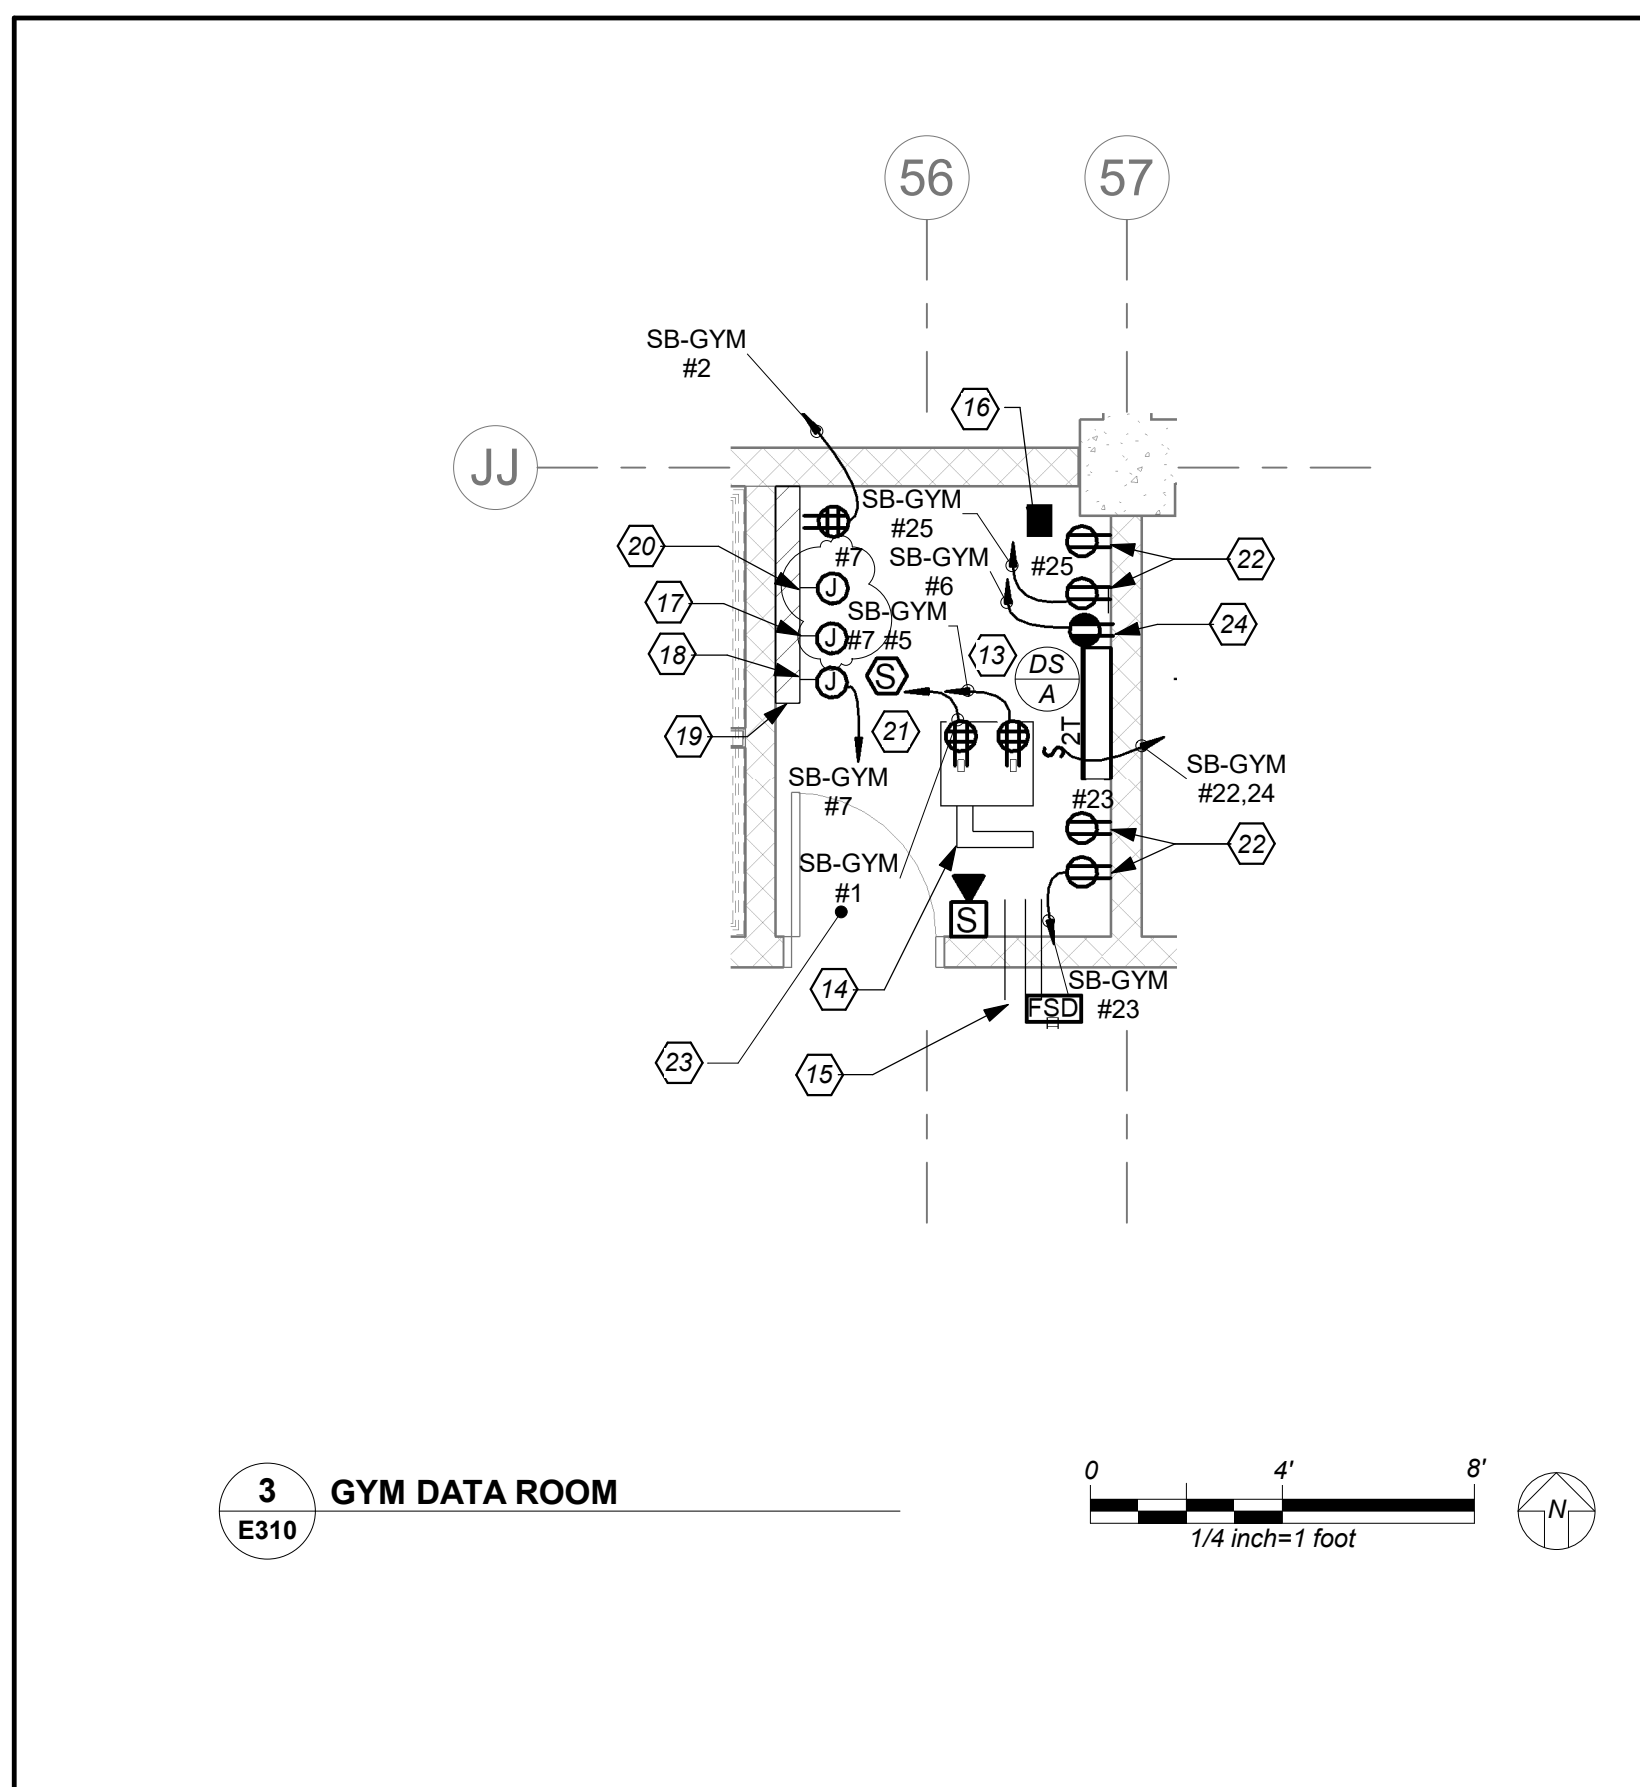 56
57
SB-GYM
#2
16
JJ
SB-GYM
#25
20
#7
SB-GYM
#6
#25
22
J
17
SB-GYM
#7
#5
J
24
18
13
DS
A
S
J
21
19
S2T
SB-GYM
#7
SB-GYM
#22,24
#23
22
SB-GYM
#1
S
14
SB-GYM
#23
FSD
23
15
3
E310
GYM DATA ROOM
0
4'
8'
1/4 inch=1 foot
N